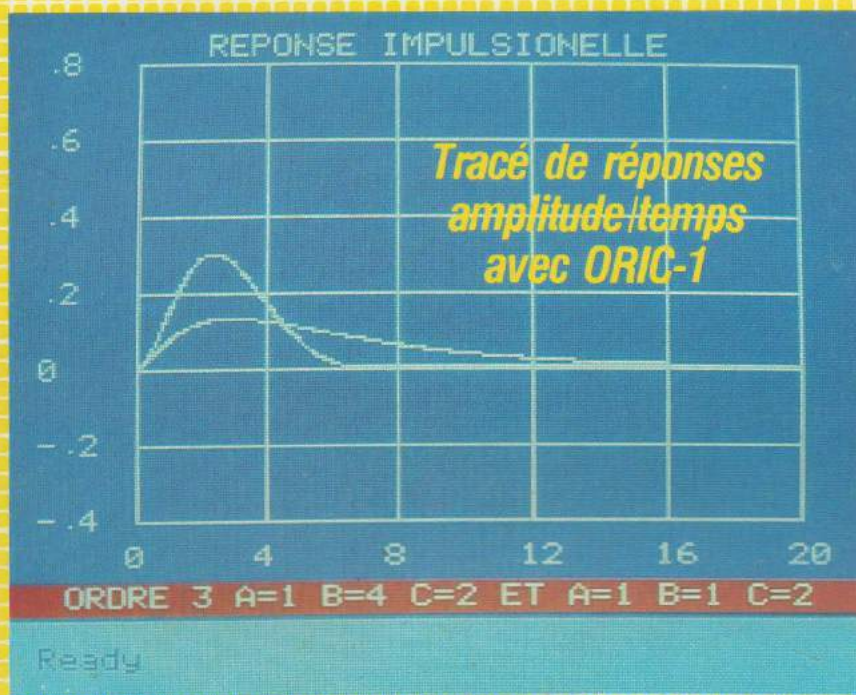 REPONSE IMPULSIONELLE
.8
.6
Tracé de réponses
amplitude/temps
avec ORIC-1
.4
.2
0
-.2
-.4
0 4 8 12 16 20
ORDRE 3 A=1 B=4 C=2 ET A=1 B=1 C=2
Ready